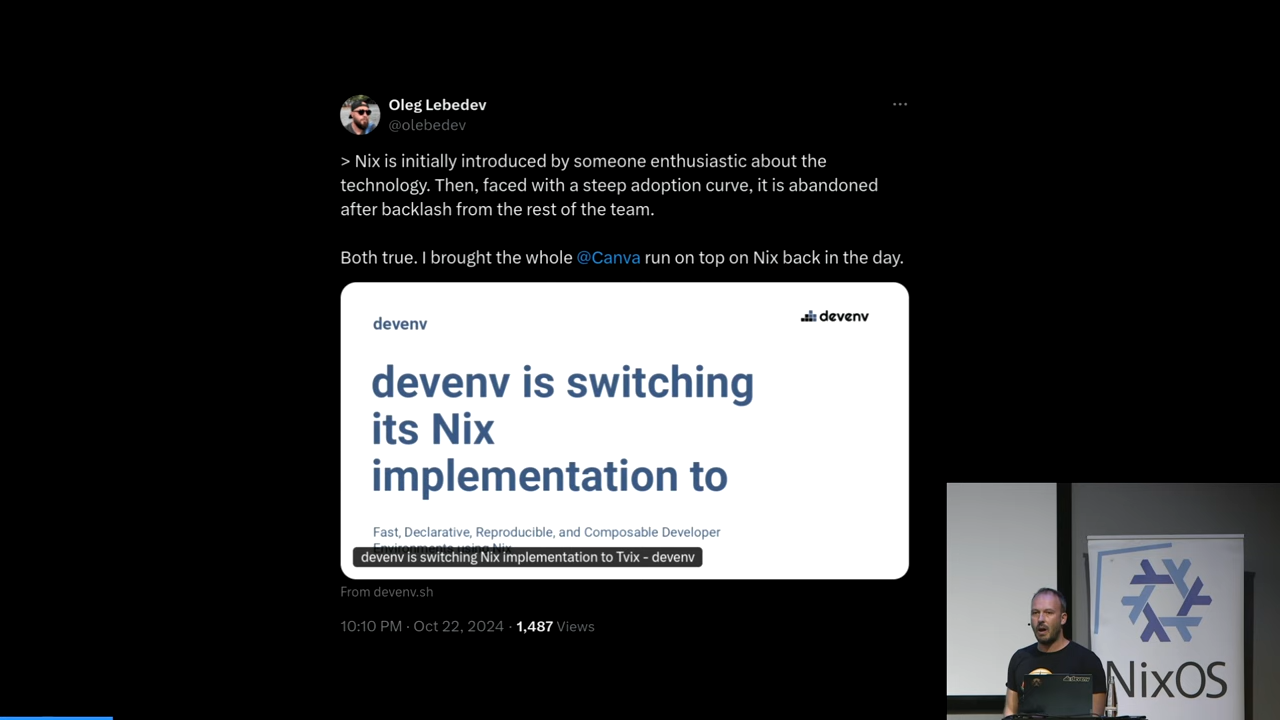 Oleg Lebedev
@olebedev
> Nix is initially introduced by someone enthusiastic about the
technology. Then, faced with a steep adoption curve, it is abandoned
after backlash from the rest of the team.
Both true. I brought the whole @Canva run on top on Nix back in the day.
devenv
devenv
devenv is switching
its Nix
implementation to
Fast, Declarative, Reproducible, and Composable Developer
Environments using Nix
devenv is switching Nix implementation to Tvix - devenv
From devenv.sh
10:10 PM · Oct 22, 2024 · 1,487 Views
NixOS